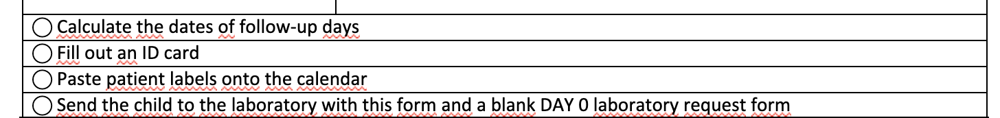 Calculate the dates of follow-up days
Fill out an ID card
Paste patient labels onto the calendar
Send the child to the laboratory with this form and a blank DAY 0 laboratory request form